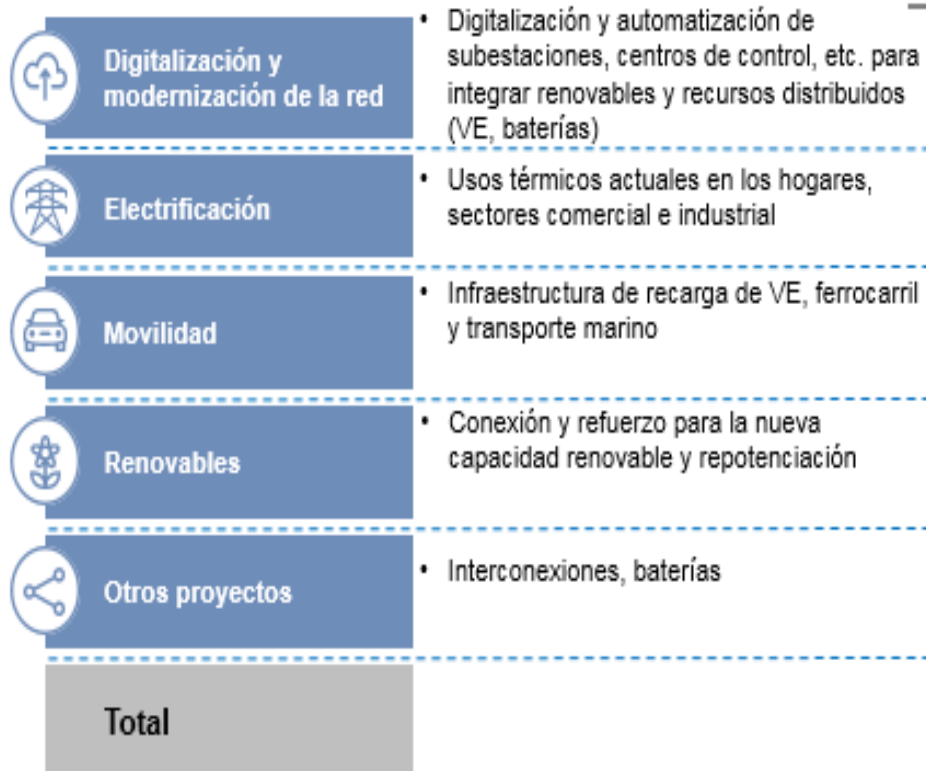 Digitalización y
modernización de la red
• Digitalización y automatización de
subestaciones, centros de control, etc. para
integrar renovables y recursos distribuidos
(VE, baterías)
Electrificación
• Usos térmicos actuales en los hogares,
sectores comercial e industrial
Movilidad
• Infraestructura de recarga de VE, ferrocarril
y transporte marino
Renovables
• Conexión y refuerzo para la nueva
capacidad renovable y repotenciación
Otros proyectos
• Interconexiones, baterías
Total